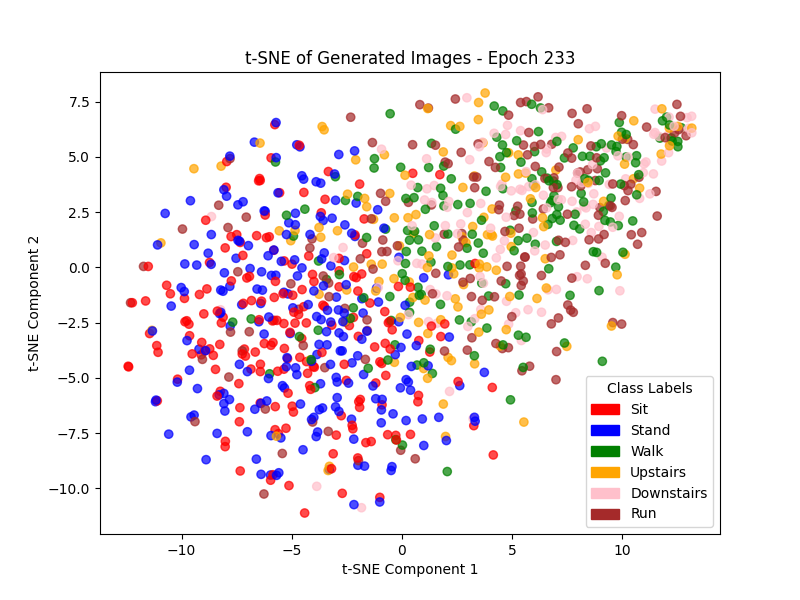 t-SNE of Generated Images - Epoch 233
t-SNE Component 2
7.5
5.0
2.5
0.0
−2.5
−5.0
−7.5
−10.0
−10
−5
0
5
10
t-SNE Component 1
Class Labels
Sit
Stand
Walk
Upstairs
Downstairs
Run